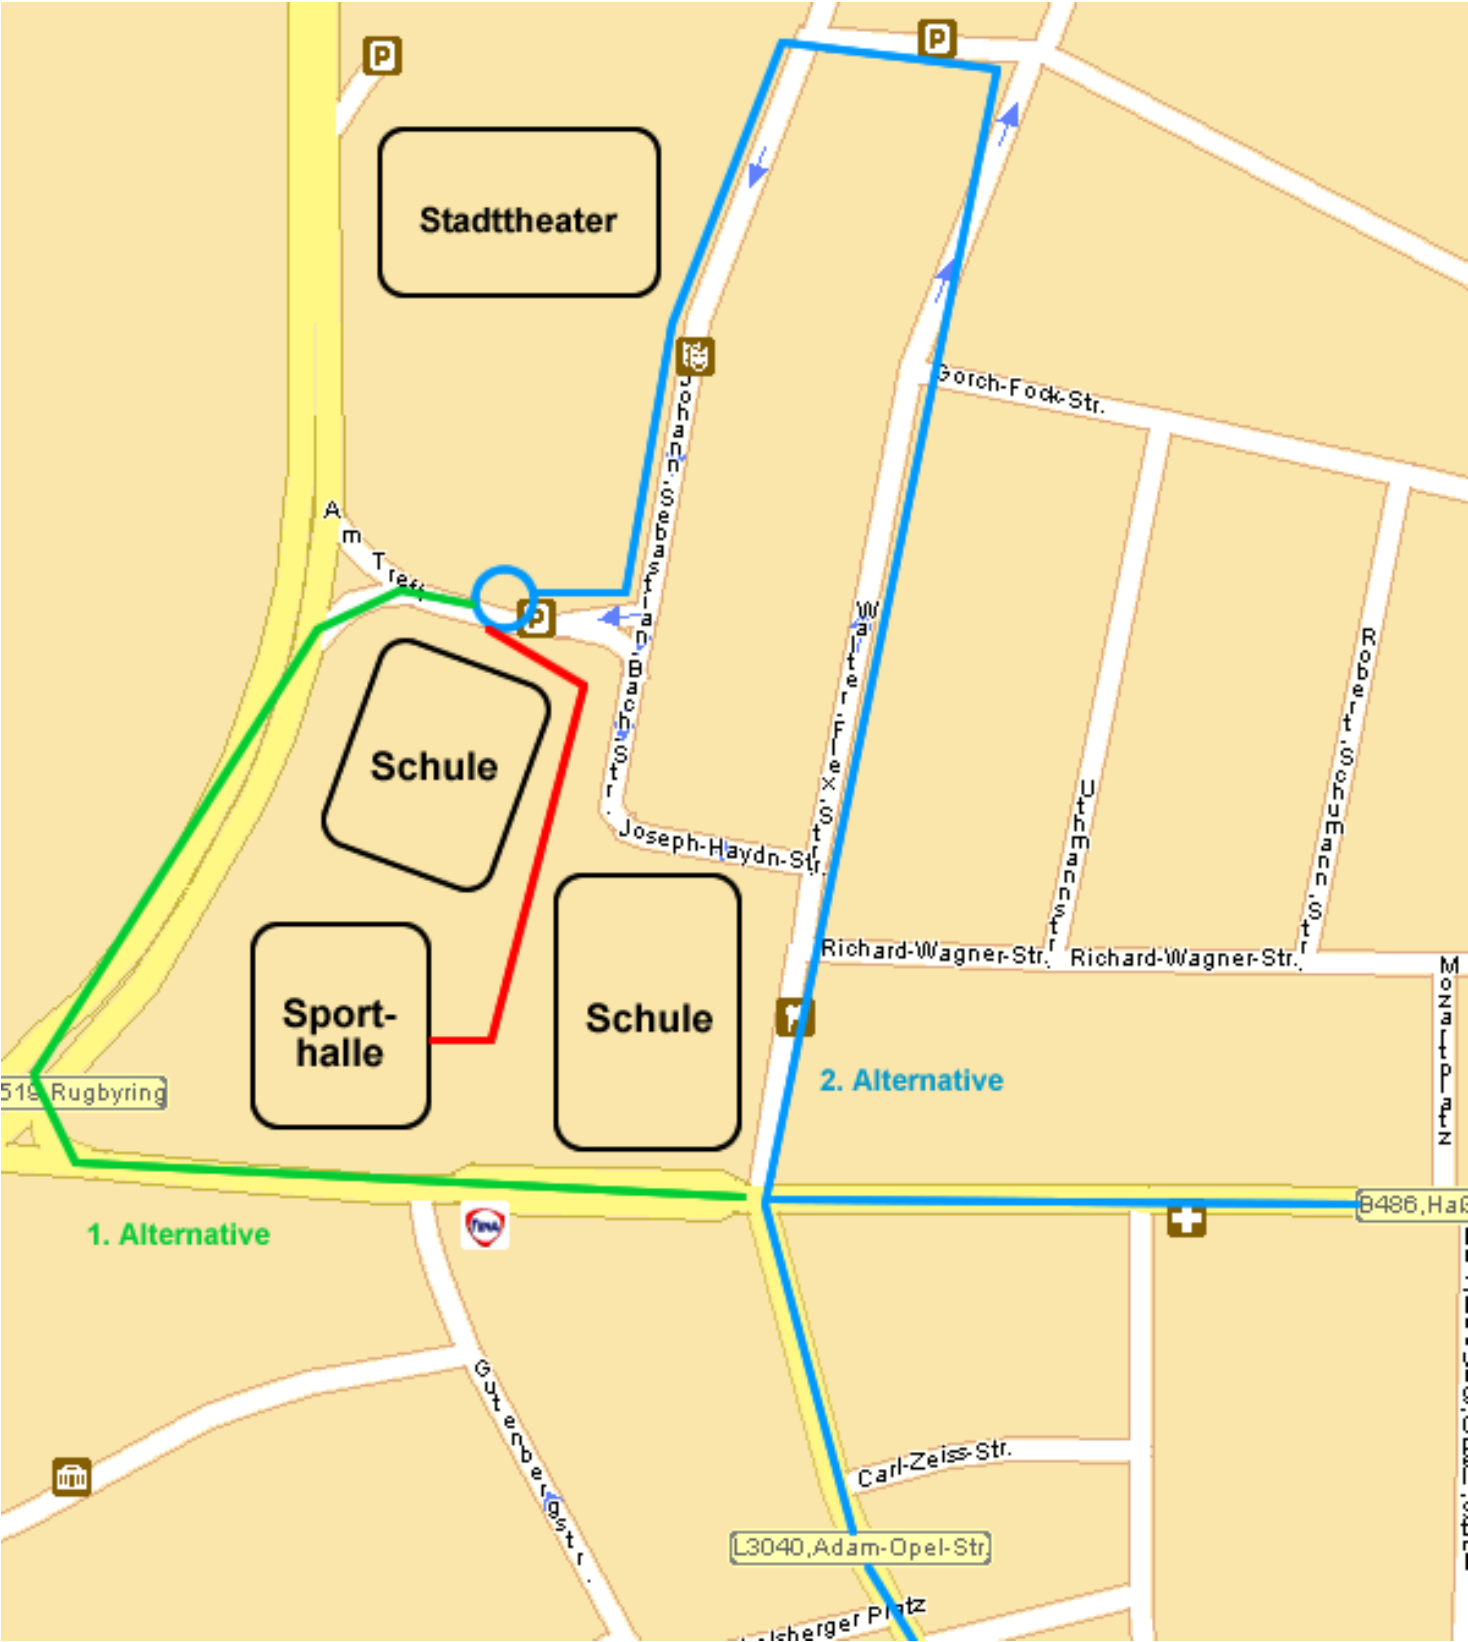 P
P
Stadttheater
Gorch-Fock-Str.
Johann-Sebastian-Bach-Str.
Am Treff
P
Walter-Flex-Str.
Robert-Schumann-Str.
Schule
Uthmannstr.
Joseph-Haydn-Str.
Richard-Wagner-Str.
Richard-Wagner-Str.
Mozartplatz
Sport-
halle
Schule
2. Alternative
519,Rugbyring
B486,Haß
1. Alternative
Gutenbergstr.
Carl-Zeiss-Str.
L3040,Adam-Opel-Str.
Platz